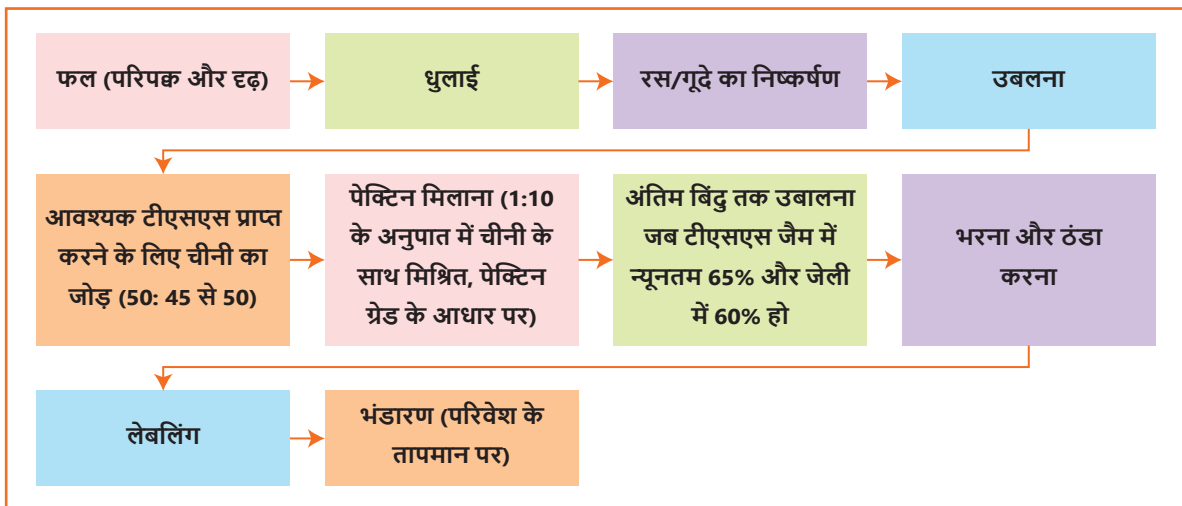 फल (परिपक्व और दृढ़)
धुलाई
रस/गूदे का निष्कर्षण
उबलना
आवश्यक टीएसएस प्राप्त
करने के लिए चीनी का
जोड़ (50: 45 से 50)
पेक्टिन मिलाना (1:10
के अनुपात में चीनी के
साथ मिश्रित, पेक्टिन
ग्रेड के आधार पर)
अंतिम बिंदु तक उबालना
जब टीएसएस जैम में
न्यूनतम 65% और जेली
में 60% हो
भरना और ठंडा
करना
लेबलिंग
भंडारण (परिवेश के
तापमान पर)